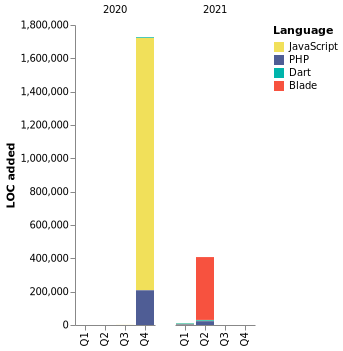 2020
2021
LOC added
1,800,000
1,600,000
1,400,000
1,200,000
1,000,000
800,000
600,000
400,000
200,000
0
Q1
Q2
Q3
Q4
Q1
Q2
Q3
Q4
Language
JavaScript
PHP
Dart
Blade